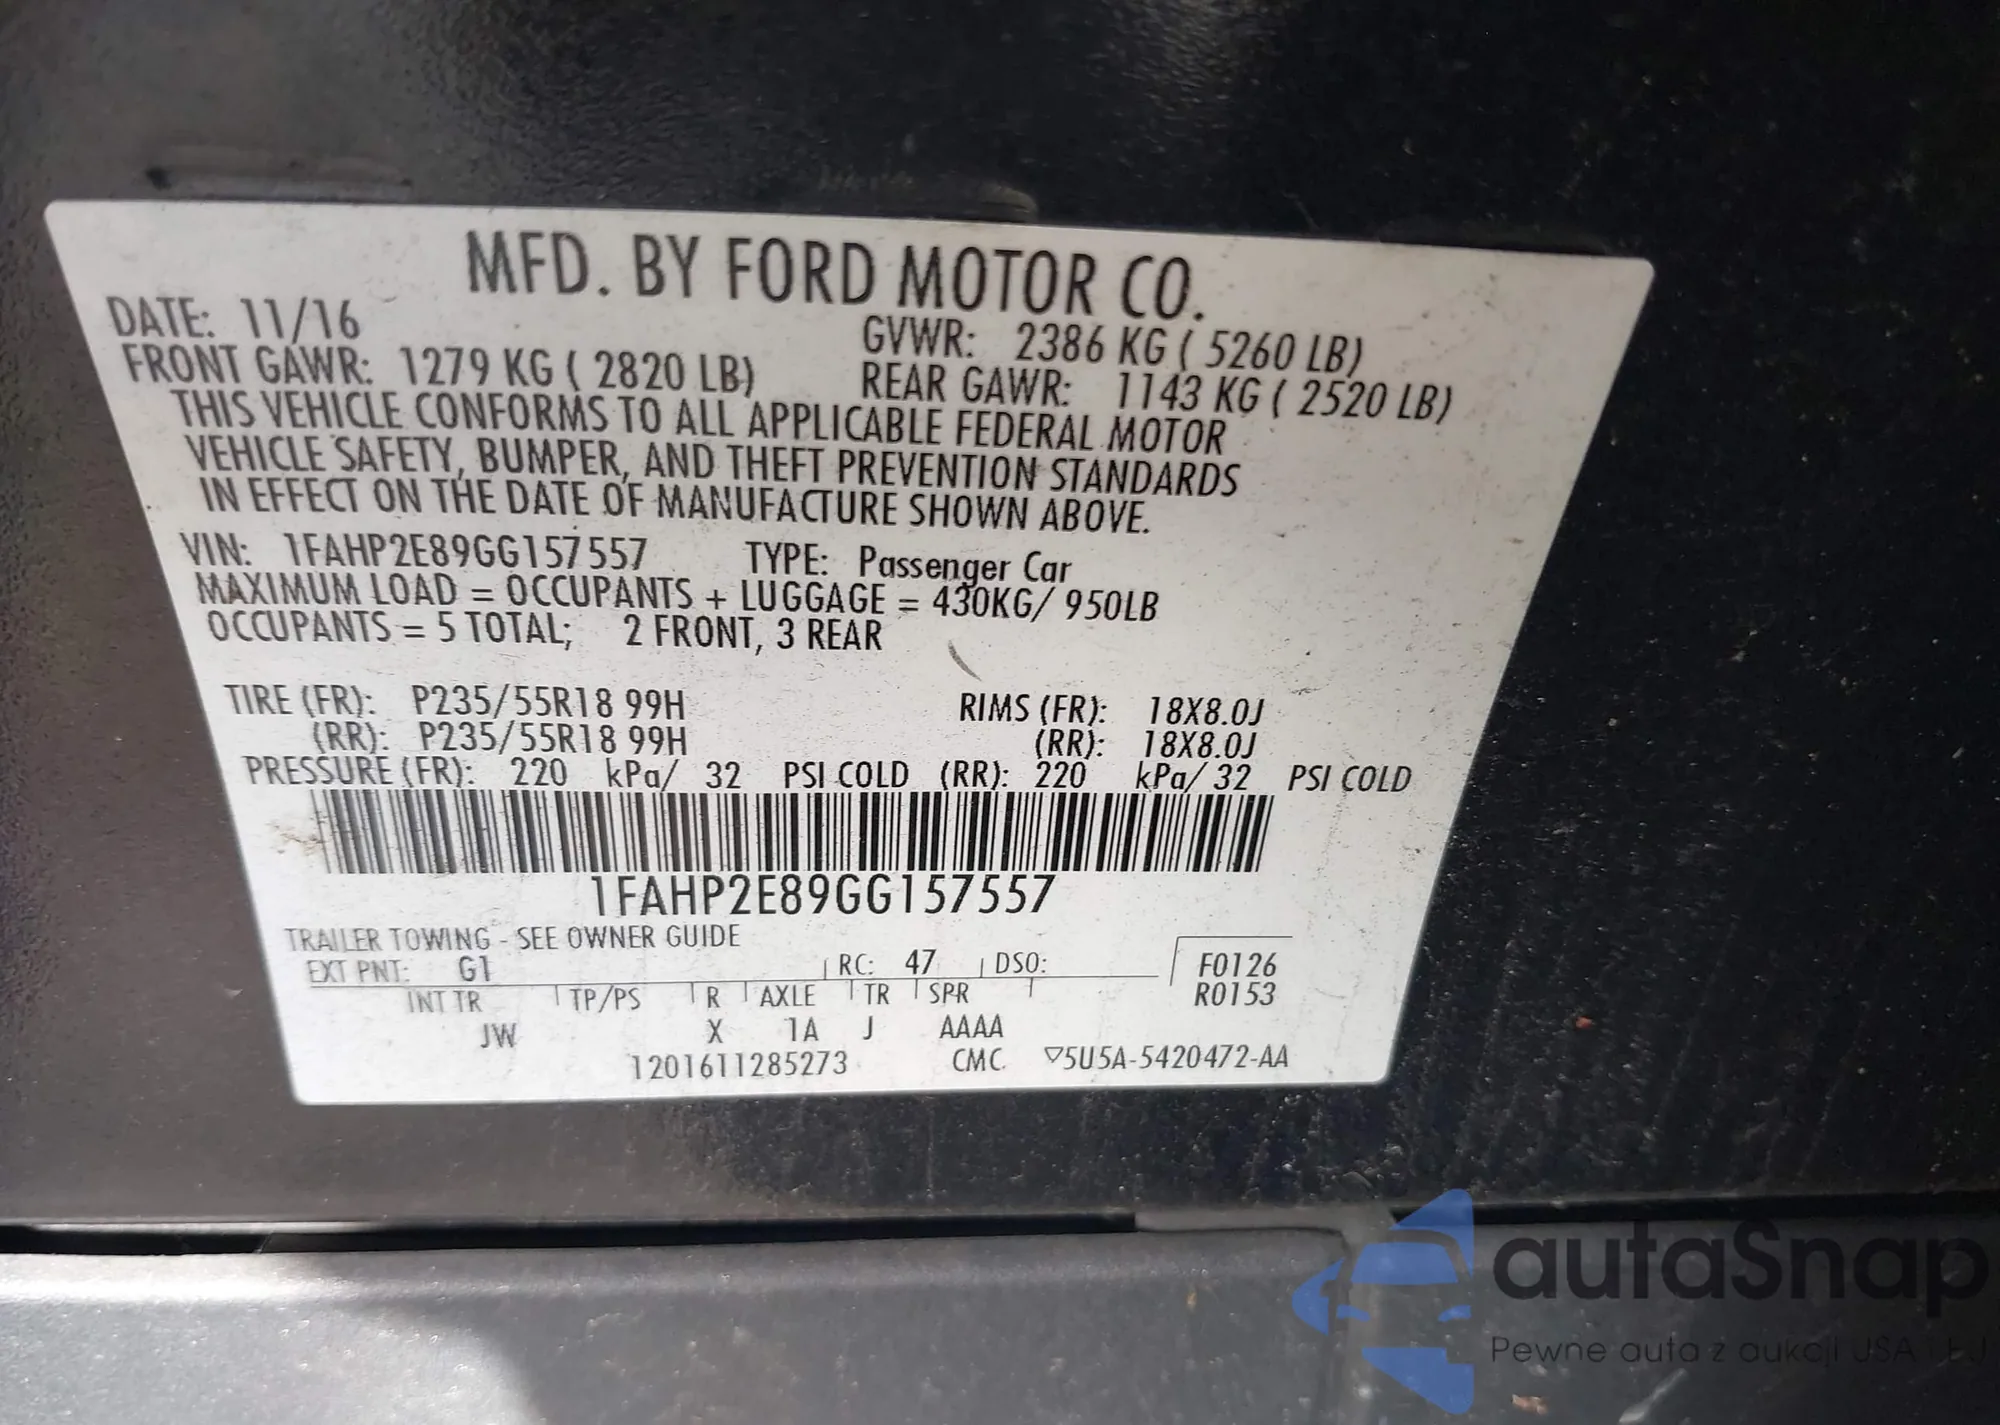 MFD. BY FORD MOTOR CO.
DATE: 11/16 GVWR: 2386 KG ( 5260 LB)
FRONT GAWR: 1279 KG ( 2820 LB) REAR GAWR: 1143 KG ( 2520 LB)
THIS VEHICLE CONFORMS TO ALL APPLICABLE FEDERAL MOTOR
VEHICLE SAFETY, BUMPER, AND THEFT PREVENTION STANDARDS
IN EFFECT ON THE DATE OF MANUFACTURE SHOWN ABOVE.
VIN: 1FAHP2E89GG157557 TYPE: Passenger Car
MAXIMUM LOAD = OCCUPANTS + LUGGAGE = 430KG/ 950LB
OCCUPANTS = 5 TOTAL; 2 FRONT, 3 REAR
TIRE (FR): P235/55R18 99H RIMS (FR): 18X8.0J
(RR): P235/55R18 99H (RR): 18X8.0J
PRESSURE (FR): 220 kPa/ 32 PSI COLD (RR): 220 kPa/ 32 PSI COLD
1FAHP2E89GG157557
TRAILER TOWING - SEE OWNER GUIDE
EXT PNT: G1 RC: 47 DSO: F0126
INT TR TP/PS R AXLE TR SPR R0153
JW X 1A J AAAA
1201611285273 CMC ▽5U5A-5420472-AA
autaSnap
Pewne auta z aukcji USA i EU